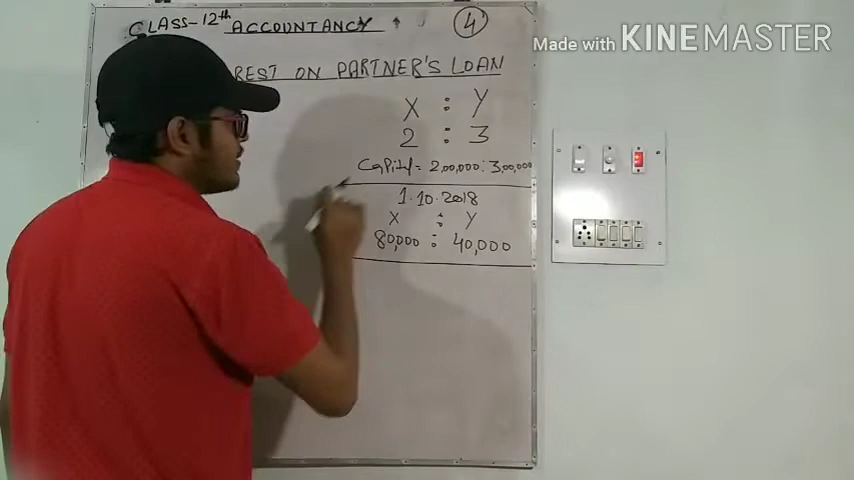 CLASS-12th ACCOUNTANCY 4
REST ON PARTNER'S LOAN
X : Y
2 : 3
Capital = 2,00,000 : 3,00,000
1.10.2018
X : Y
80,000 : 40,000
Made with KINEMASTER